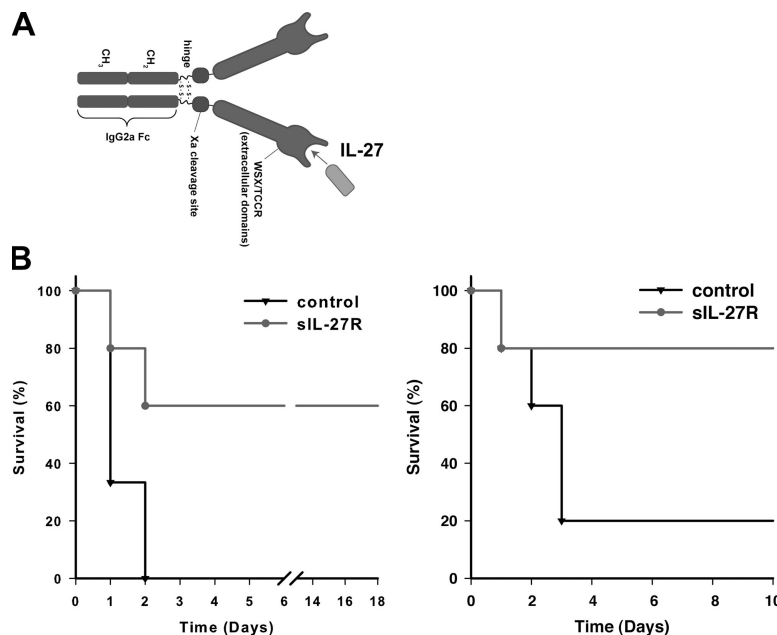 A
CH3
CH2
hinge
s-s
s-s
IgG2a Fc
Xa cleavage site
WSX/TCCR
(extracellular domains)
IL-27
B
100
80
60
40
20
0
Survival (%)
control
sIL-27R
0 1 2 3 4 5 6 14 16 18
Time (Days)
100
80
60
40
20
0
Survival (%)
control
sIL-27R
0 2 4 6 8 10
Time (Days)